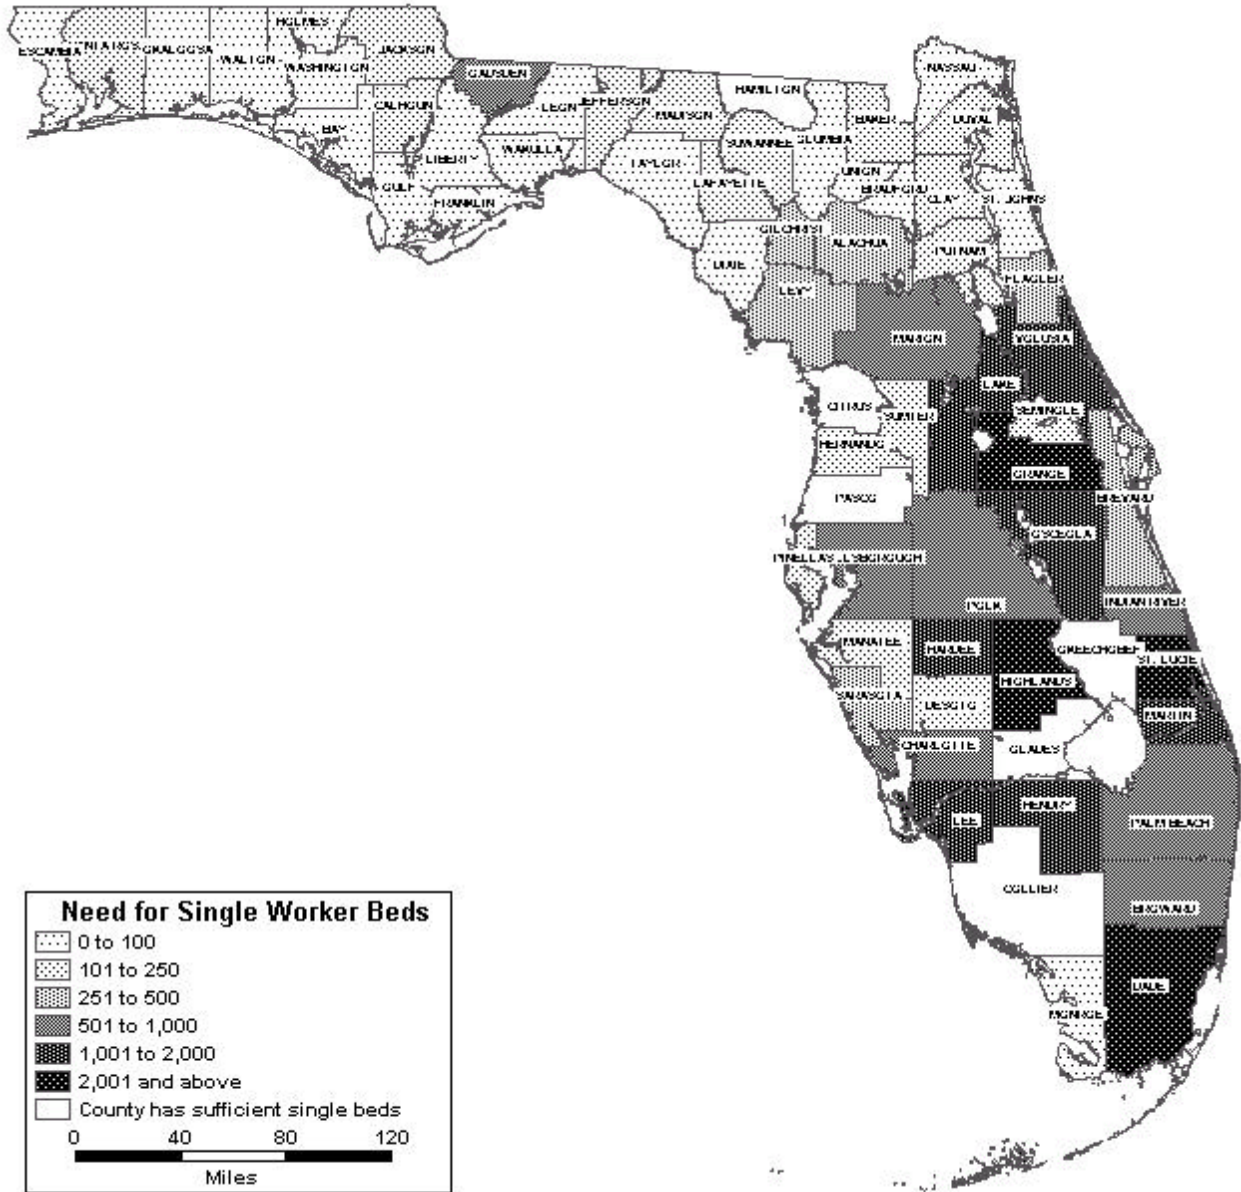 HOLMES
ESCAMBIA
SANTA ROSA
OKALOOSA
WALTON
WASHINGTON
JACKSON
GADSDEN
CALHOUN
BAY
LIBERTY
GULF
FRANKLIN
LEON
WAKULLA
JEFFERSON
MADISON
TAYLOR
HAMILTON
SUWANNEE
LAFAYETTE
COLUMBIA
BAKER
NASSAU
DUVAL
UNION
BRADFORD
CLAY
ST. JOHNS
GILCHRIST
ALACHUA
PUTNAM
DIXIE
LEVY
FLAGLER
MARION
VOLUSIA
LAKE
CITRUS
SUMTER
SEMINOLE
HERNANDO
ORANGE
PASCO
BREVARD
OSCEOLA
PINELLAS
LLSBOROUGH
POLK
INDIAN RIVER
MANATEE
HARDEE
OKEECHOBEE
ST. LUCIE
HIGHLANDS
SARASOTA
DESOTO
MARTIN
CHARLOTTE
GLADES
LEE
HENDRY
PALM BEACH
COLLIER
BROWARD
DADE
MONROE
Need for Single Worker Beds
0 to 100
101 to 250
251 to 500
501 to 1,000
1,001 to 2,000
2,001 and above
County has sufficient single beds
0 40 80 120
Miles